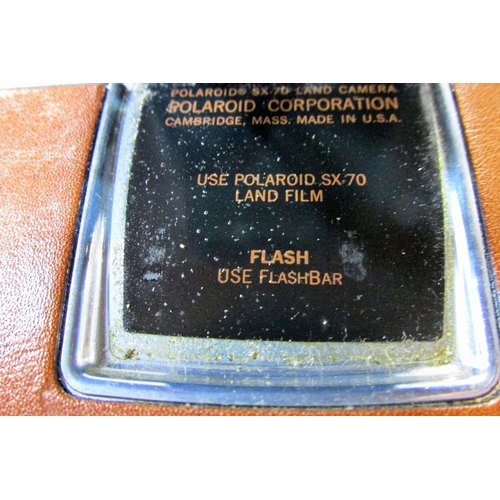 POLAROID® SX-70 LAND CAMERA
POLAROID CORPORATION
CAMBRIDGE, MASS. MADE IN U.S.A.
USE POLAROID SX-70
LAND FILM
FLASH
USE FLASHBAR